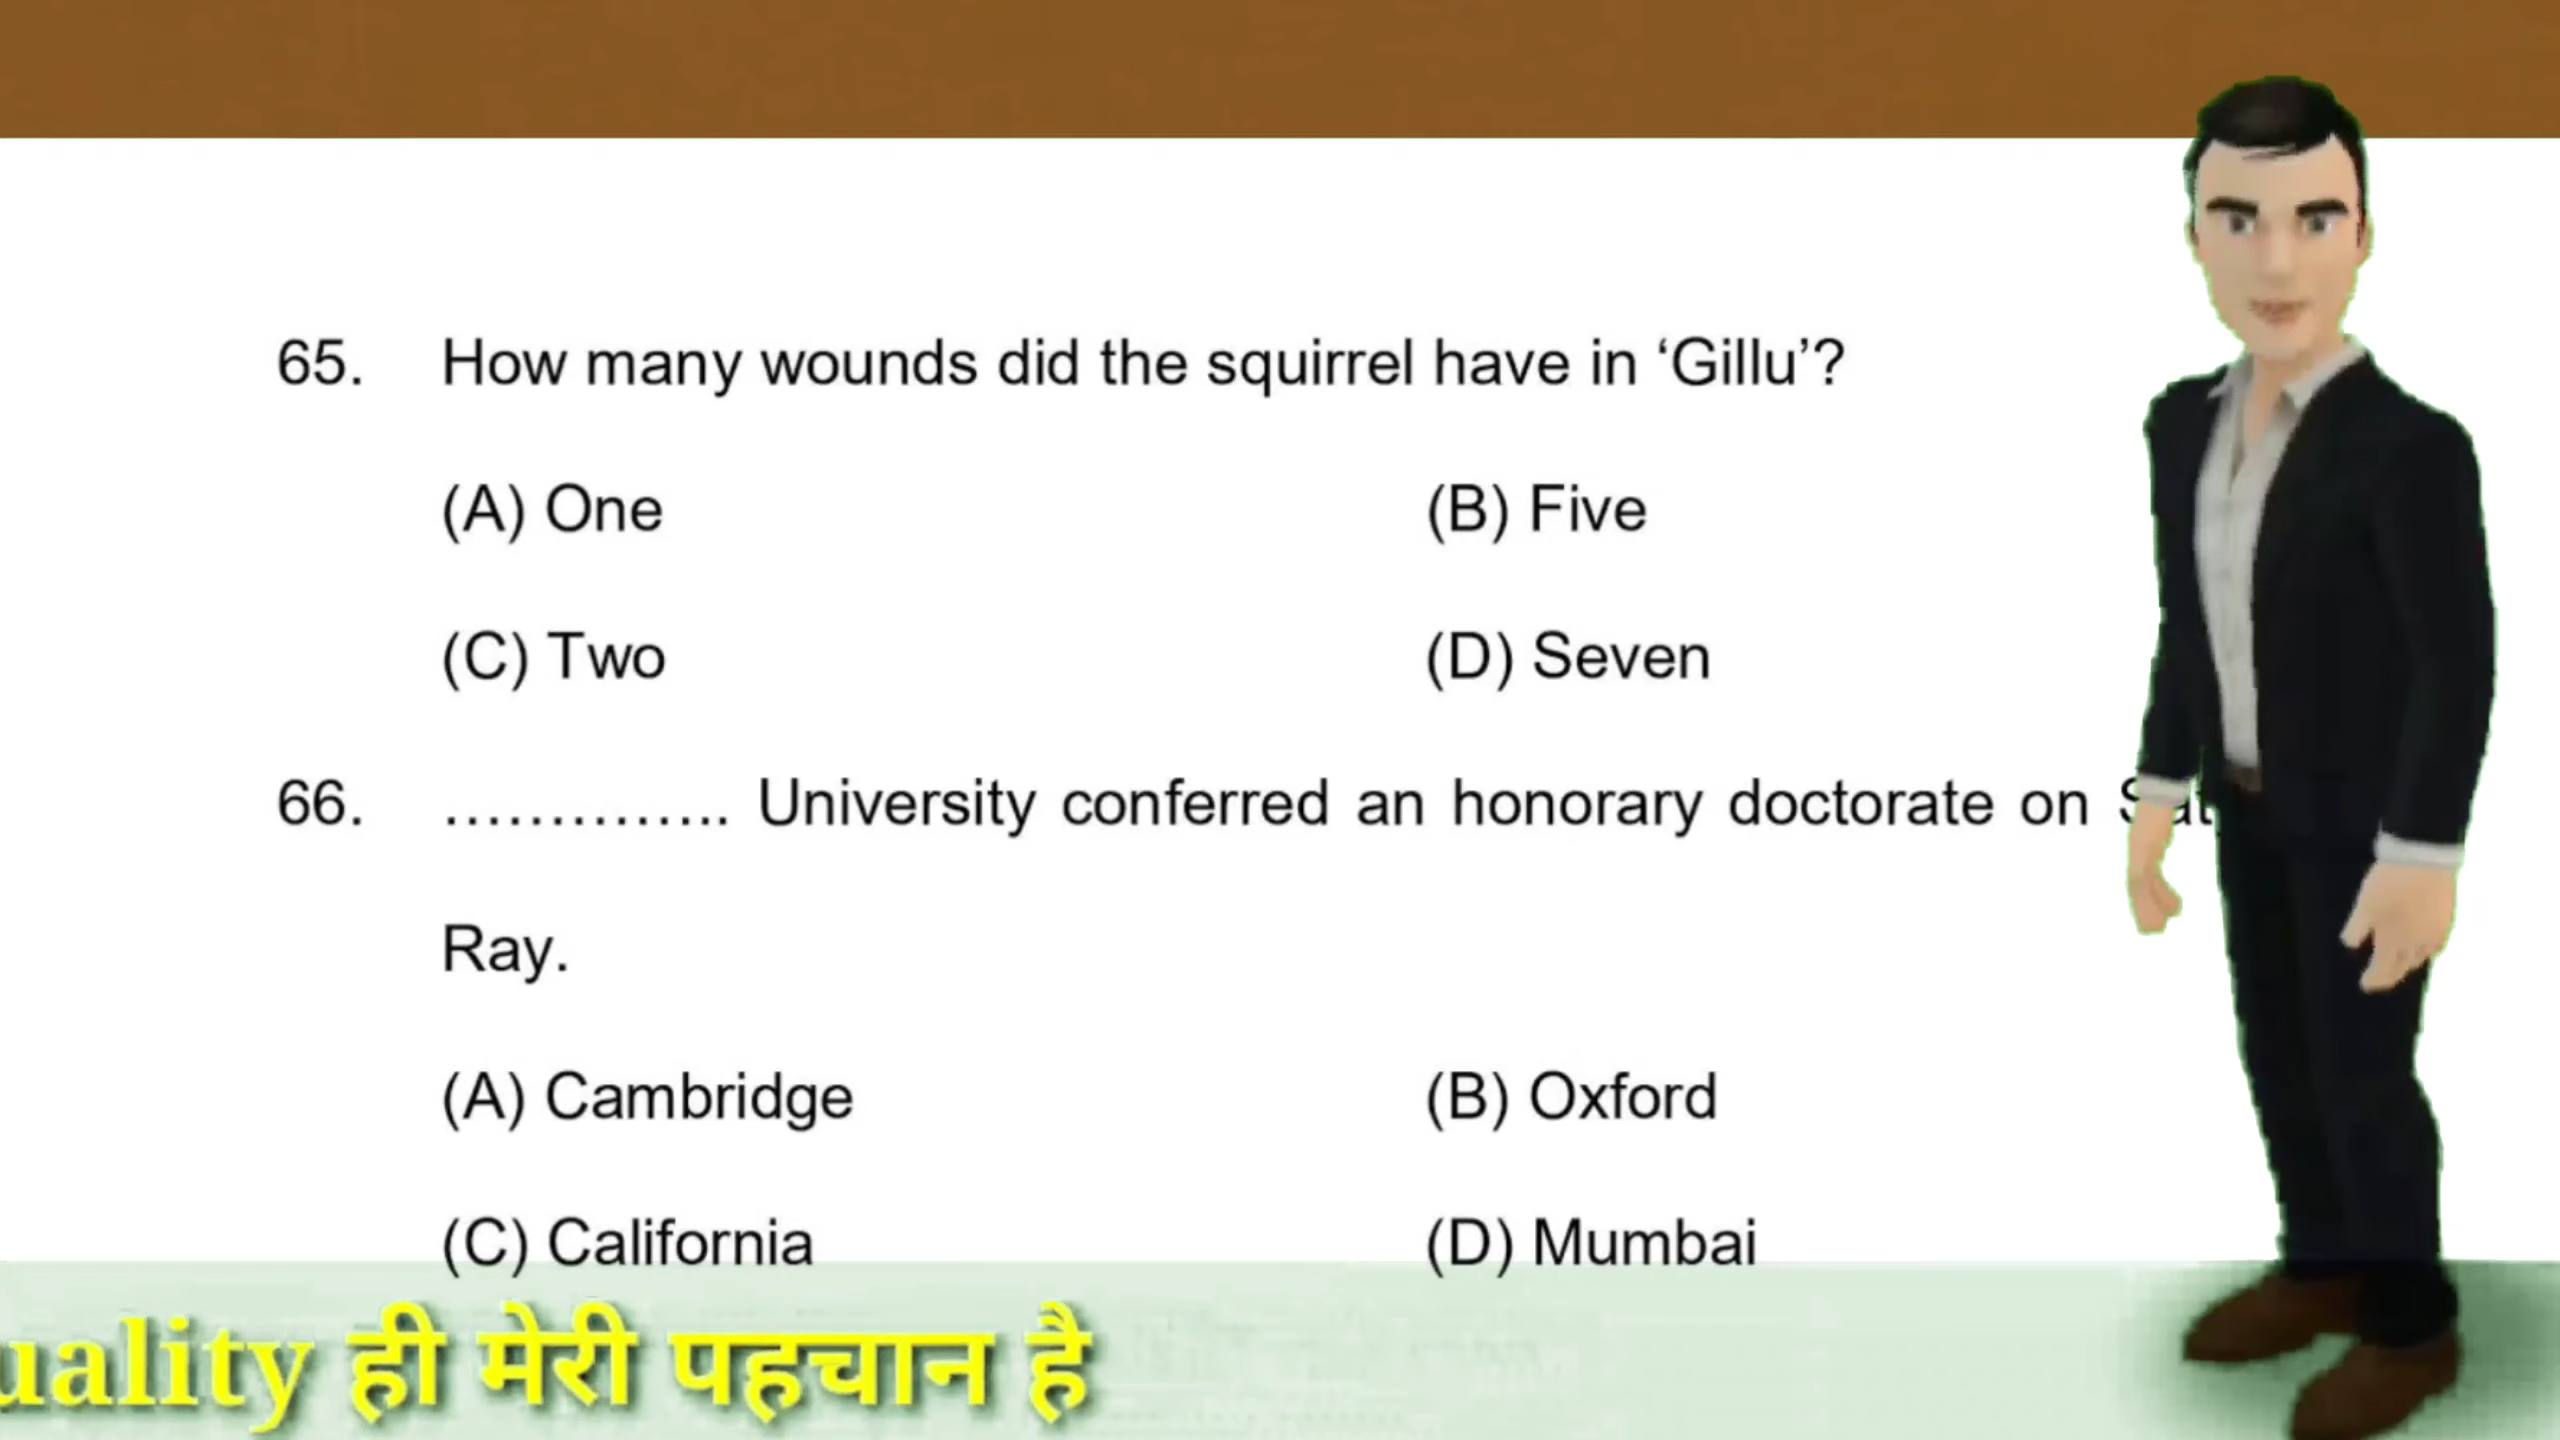 65. How many wounds did the squirrel have in ‘Gillu’?
(A) One (B) Five
(C) Two (D) Seven
66. ………….. University conferred an honorary doctorate on
Ray.
(A) Cambridge (B) Oxford
(C) California (D) Mumbai
ही मेरी पहचान है